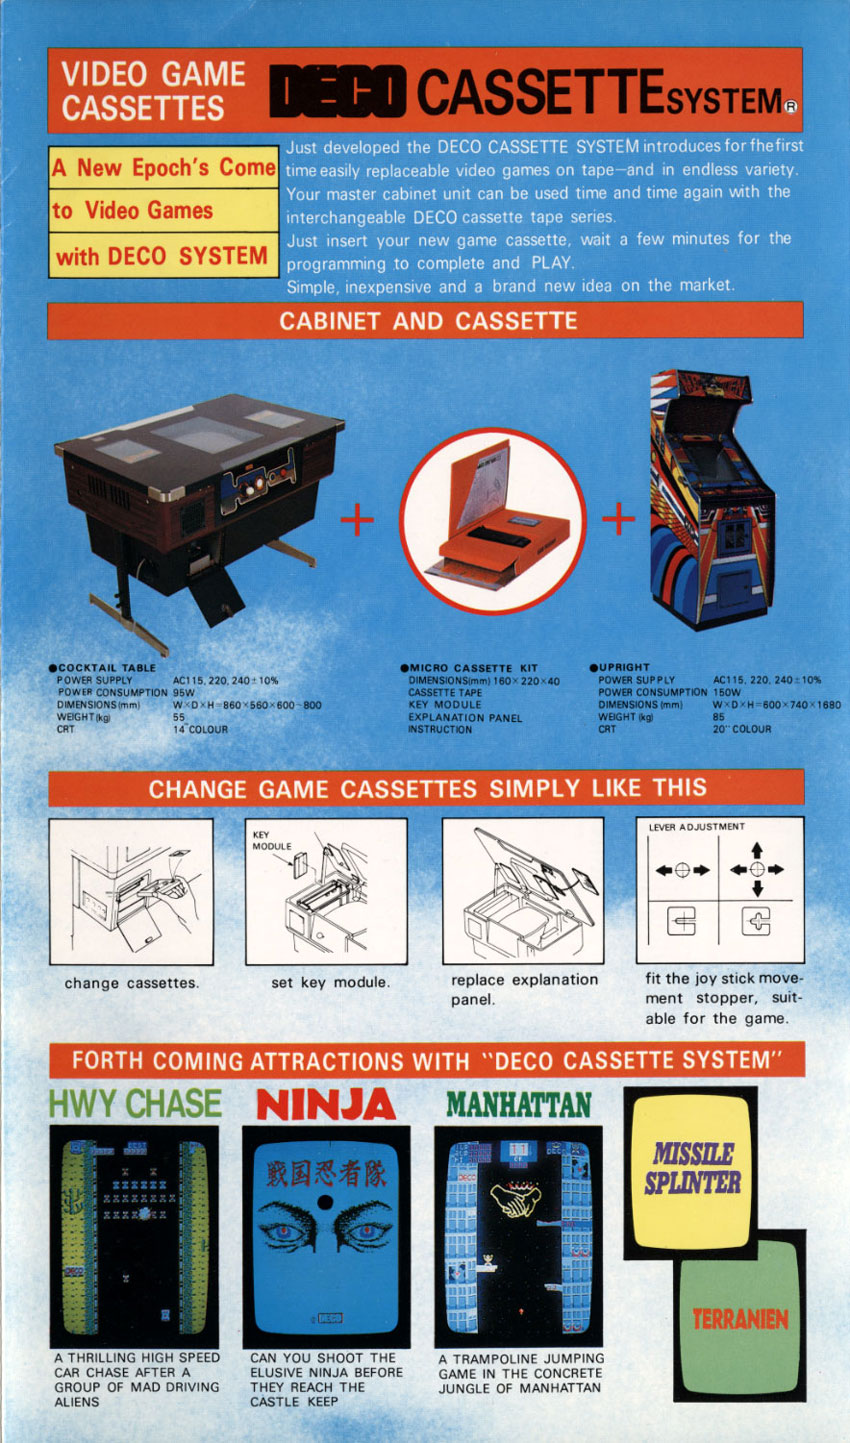 VIDEO GAME
CASSETTES
DECO CASSETTE SYSTEM®
A New Epoch's Come
to Video Games
with DECO SYSTEM
Just developed the DECO CASSETTE SYSTEM introduces for fhe first
time easily replaceable video games on tape—and in endless variety.
Your master cabinet unit can be used time and time again with the
interchangeable DECO cassette tape series.
Just insert your new game cassette, wait a few minutes for the
programming to complete and PLAY.
Simple, inexpensive and a brand new idea on the market.
CABINET AND CASSETTE
+
+
●COCKTAIL TABLE
POWER SUPPLY AC115, 220, 240±10%
POWER CONSUMPTION 95W
DIMENSIONS (mm) W×D×H=860×560×600~800
WEIGHT (kg) 55
CRT 14" COLOUR
●MICRO CASSETTE KIT
DIMENSIONS(mm) 160×220×40
CASSETTE TAPE
KEY MODULE
EXPLANATION PANEL
INSTRUCTION
●UPRIGHT
POWER SUPPLY AC115, 220, 240±10%
POWER CONSUMPTION 150W
DIMENSIONS (mm) W×D×H=600×740×1680
WEIGHT (kg) 85
CRT 20" COLOUR
CHANGE GAME CASSETTES SIMPLY LIKE THIS
KEY
MODULE
LEVER ADJUSTMENT
change cassettes.
set key module.
replace explanation
panel.
fit the joy stick move-
ment stopper, suit-
able for the game.
FORTH COMING ATTRACTIONS WITH "DECO CASSETTE SYSTEM"
HWY CHASE
A THRILLING HIGH SPEED
CAR CHASE AFTER A
GROUP OF MAD DRIVING
ALIENS
NINJA
戦国忍者隊
© DECO
CAN YOU SHOOT THE
ELUSIVE NINJA BEFORE
THEY REACH THE
CASTLE KEEP
MANHATTAN
DECO
A TRAMPOLINE JUMPING
GAME IN THE CONCRETE
JUNGLE OF MANHATTAN
MISSILE
SPLINTER
TERRANIEN